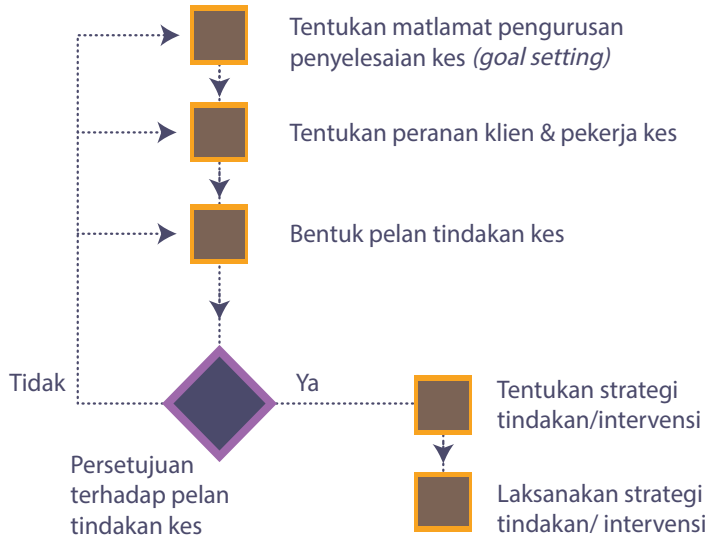 Tentukan matlamat pengurusan
penyelesaian kes (goal setting)
Tentukan peranan klien & pekerja kes
Bentuk pelan tindakan kes
Tidak
Ya
Persetujuan
terhadap pelan
tindakan kes
Tentukan strategi
tindakan/intervensi
Laksanakan strategi
tindakan/ intervensi